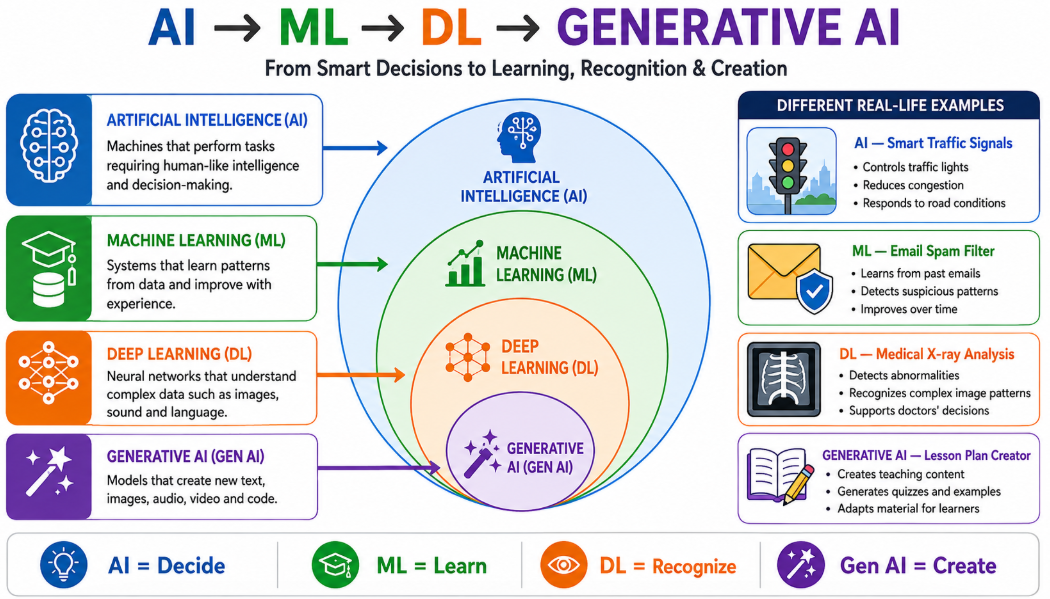 AI → ML → DL → GENERATIVE AI
From Smart Decisions to Learning, Recognition & Creation
ARTIFICIAL INTELLIGENCE (AI)
Machines that perform tasks
requiring human-like intelligence
and decision-making.
MACHINE LEARNING (ML)
Systems that learn patterns
from data and improve with
experience.
DEEP LEARNING (DL)
Neural networks that understand
complex data such as images,
sound and language.
GENERATIVE AI (GEN AI)
Models that create new text,
images, audio, video and code.
ARTIFICIAL
INTELLIGENCE (AI)
MACHINE
LEARNING (ML)
DEEP
LEARNING (DL)
GENERATIVE
AI (GEN AI)
DIFFERENT REAL-LIFE EXAMPLES
AI — Smart Traffic Signals
• Controls traffic lights
• Reduces congestion
• Responds to road conditions
ML — Email Spam Filter
• Learns from past emails
• Detects suspicious patterns
• Improves over time
DL — Medical X-ray Analysis
• Detects abnormalities
• Recognizes complex image patterns
• Supports doctors' decisions
GENERATIVE AI — Lesson Plan Creator
• Creates teaching content
• Generates quizzes and examples
• Adapts material for learners
AI = Decide
ML = Learn
DL = Recognize
Gen AI = Create